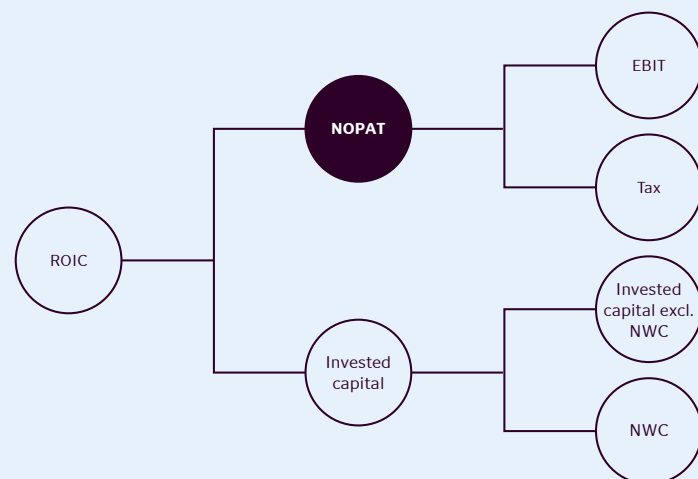 EBIT
NOPAT
Tax
ROIC
Invested
capital excl.
NWC
Invested
capital
NWC